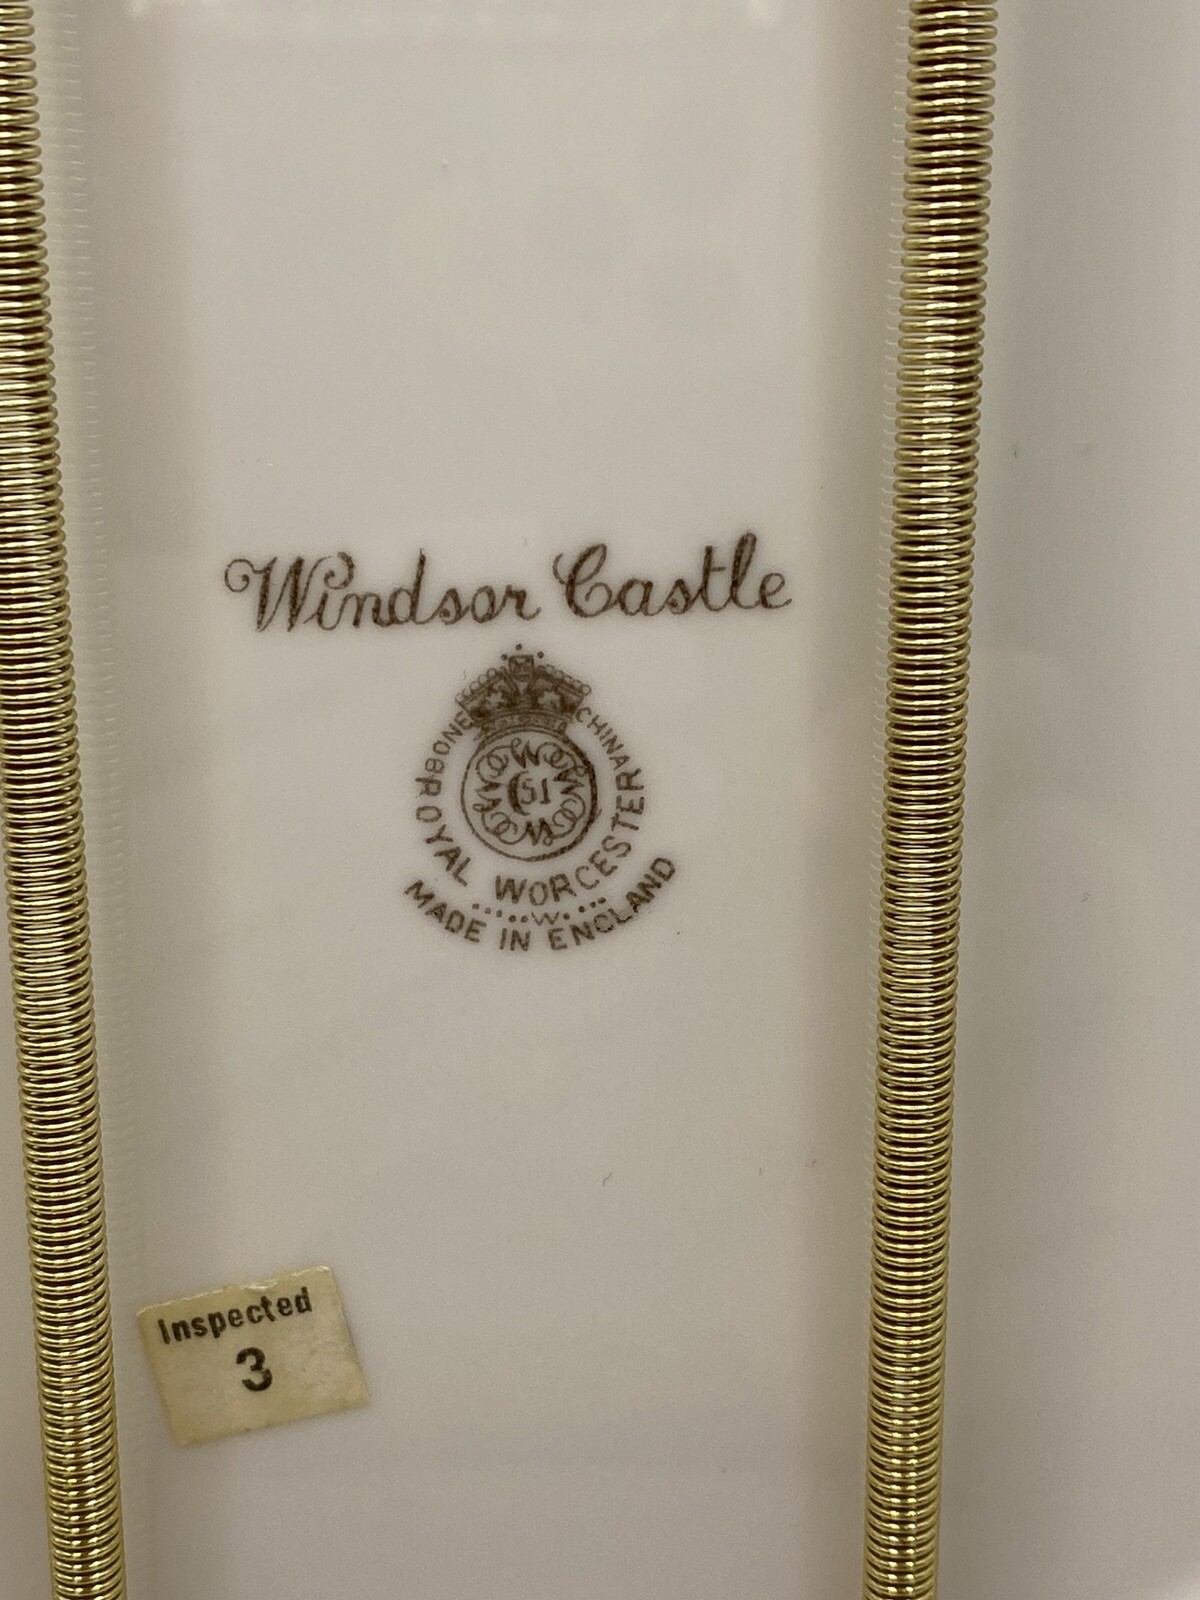 Windsor Castle
BONE CHINA
51
ROYAL WORCESTER
.....W....
MADE IN ENGLAND
Inspected
3